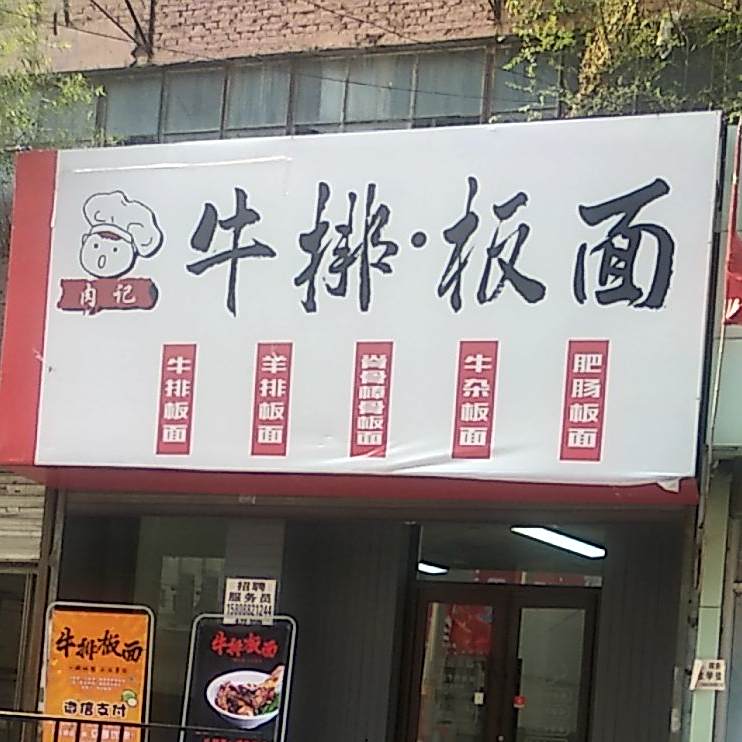 牛排·板面
肉记
牛排板面
羊排板面
脊骨棒骨板面
牛杂板面
肥肠板面
招聘
服务员
15808821244
牛排板面
微信支付
牛排板面